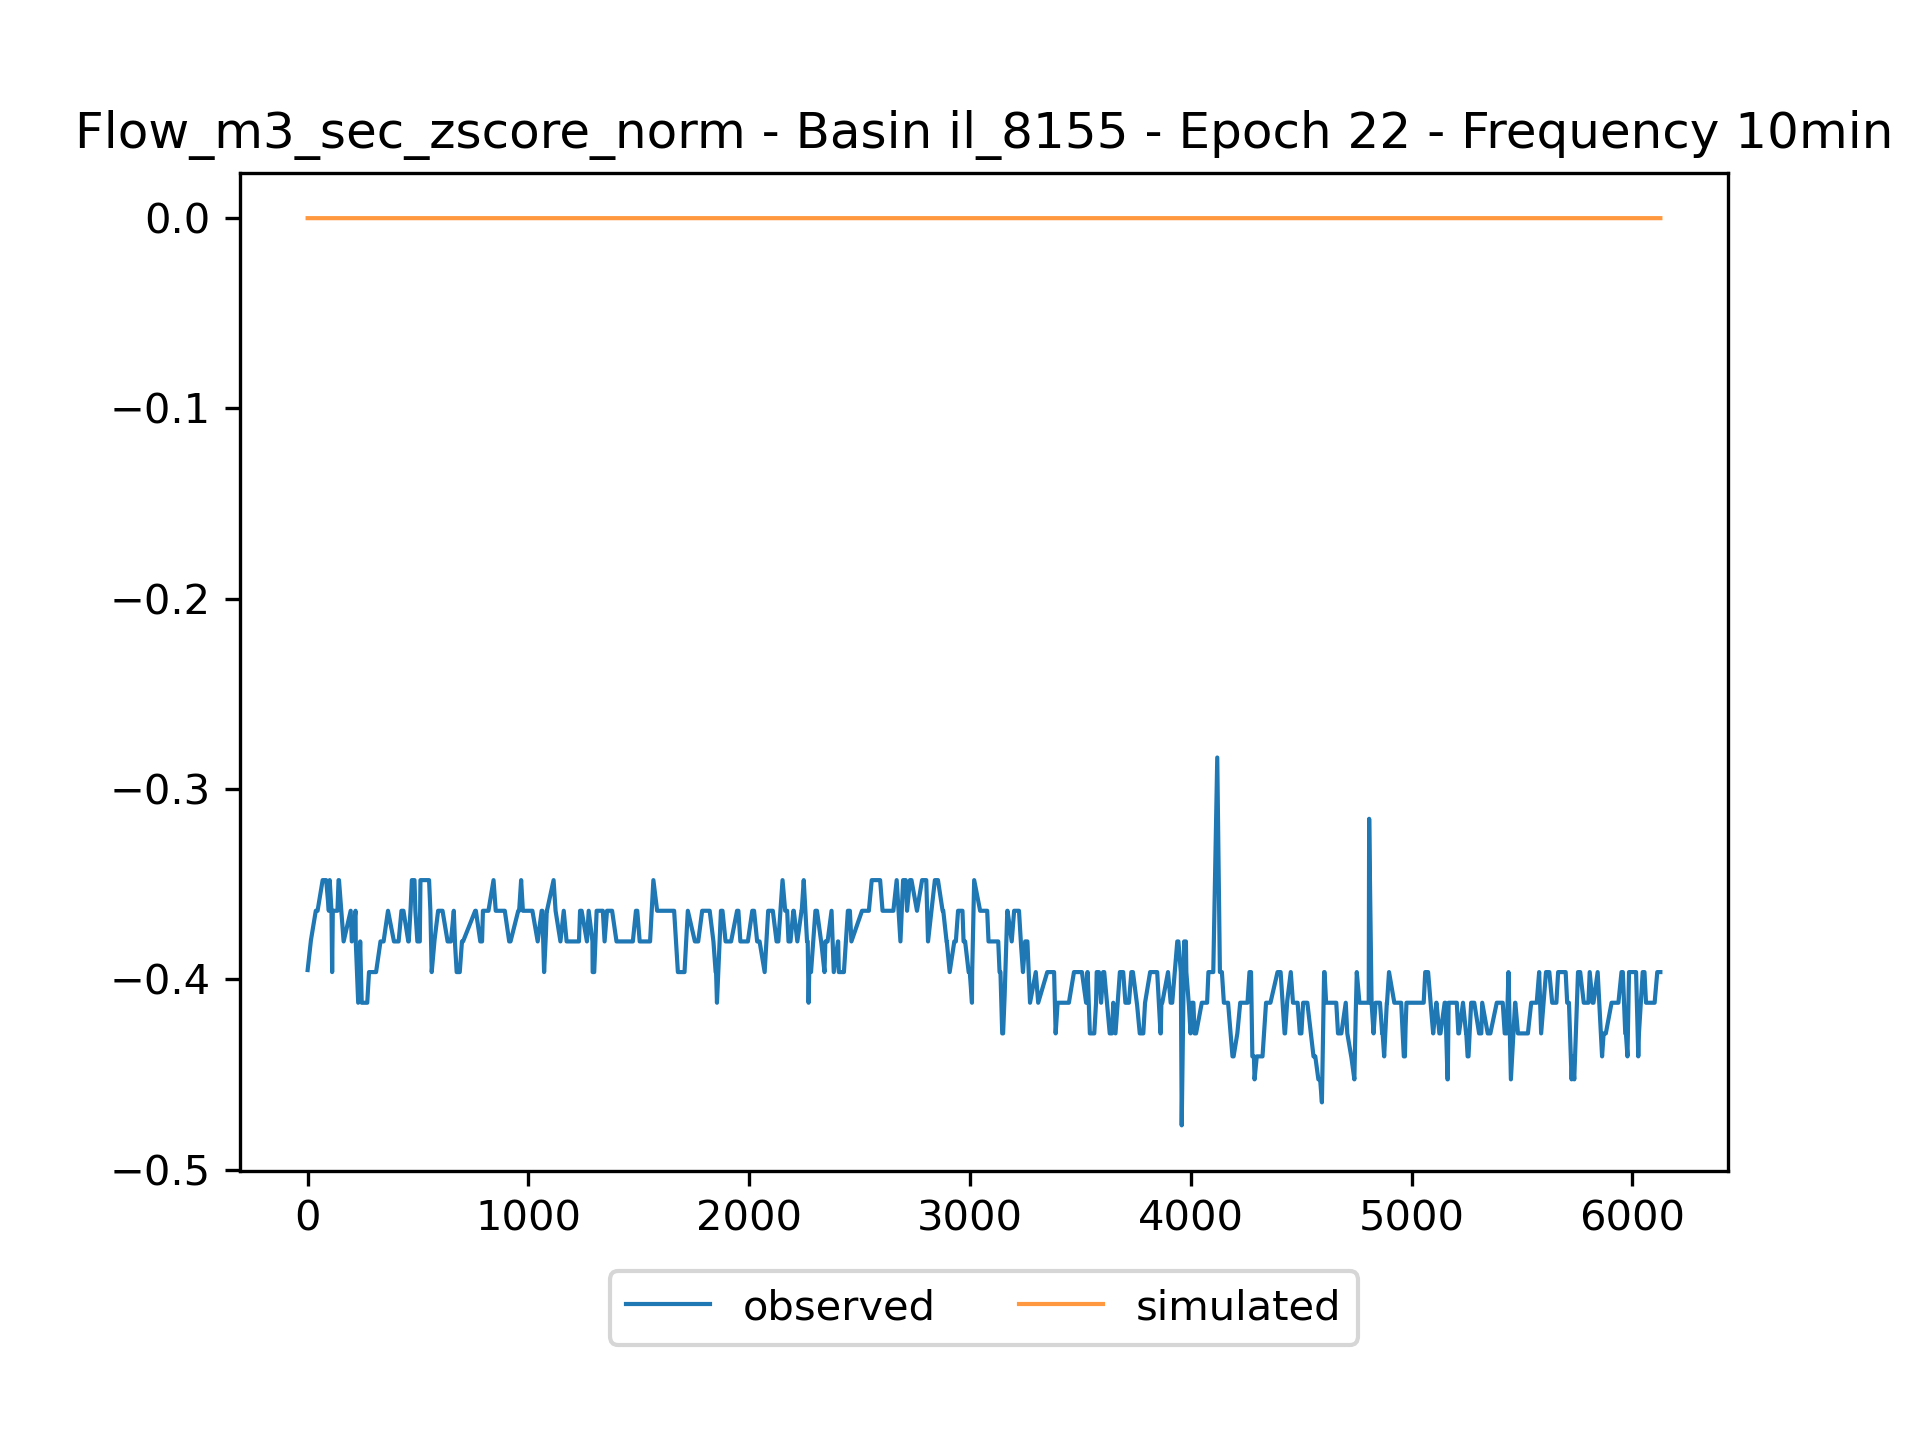 Flow_m3_sec_zscore_norm - Basin il_8155 - Epoch 22 - Frequency 10min
0.0
−0.1
−0.2
−0.3
−0.4
−0.5
0 1000 2000 3000 4000 5000 6000
observed simulated